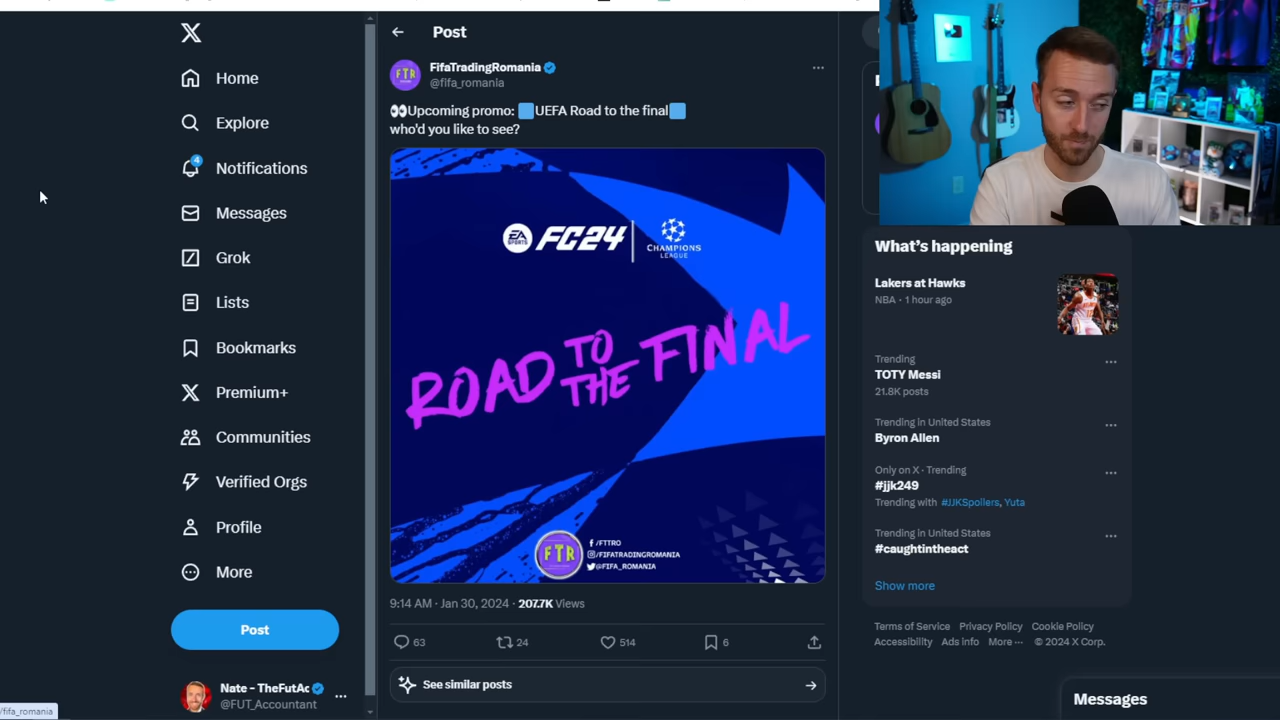 Home
Explore
4
Notifications
Messages
Grok
Lists
Bookmarks
Premium+
Communities
Verified Orgs
Profile
More
Post
Nate - TheFutAc
@FUT_Accountant
/fifa_romania
Post
FTR
FifaTradingRomania
@fifa_romania
👀Upcoming promo: 🟦UEFA Road to the final🟦
who'd you like to see?
EA SPORTS FC24 CHAMPIONS LEAGUE
ROAD TO THE FINAL
FTR
/FTTRO
/FIFATRADINGROMANIA
@FIFA_ROMANIA
9:14 AM · Jan 30, 2024 · 207.7K Views
63 24 514 6
See similar posts
What's happening
Lakers at Hawks
NBA · 1 hour ago
Trending
TOTY Messi
21.8K posts
Trending in United States
Byron Allen
Only on X · Trending
#jjk249
Trending with #JJKSpoilers, Yuta
Trending in United States
#caughtintheact
Show more
Terms of Service Privacy Policy Cookie Policy
Accessibility Ads info More ··· © 2024 X Corp.
Messages